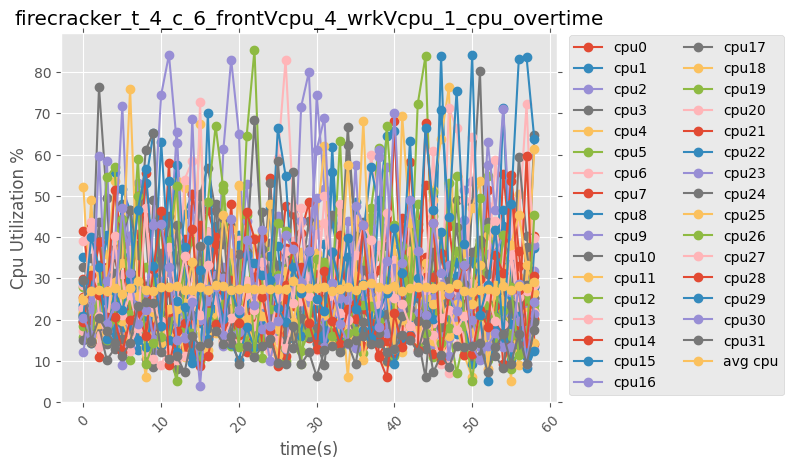 firecracker_t_4_c_6_frontVcpu_4_wrkVcpu_1_cpu_overtime
Cpu Utilization %
80
70
60
50
40
30
20
10
0
0
10
20
30
40
50
60
time(s)
cpu0
cpu1
cpu2
cpu3
cpu4
cpu5
cpu6
cpu7
cpu8
cpu9
cpu10
cpu11
cpu12
cpu13
cpu14
cpu15
cpu16
cpu17
cpu18
cpu19
cpu20
cpu21
cpu22
cpu23
cpu24
cpu25
cpu26
cpu27
cpu28
cpu29
cpu30
cpu31
avg cpu